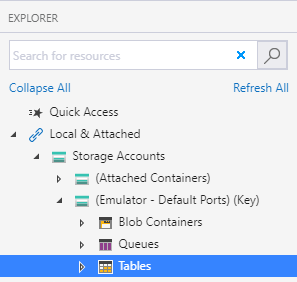 EXPLORER
Search for resources
Collapse All Refresh All
Quick Access
Local & Attached
Storage Accounts
(Attached Containers)
(Emulator - Default Ports) (Key)
Blob Containers
Queues
Tables